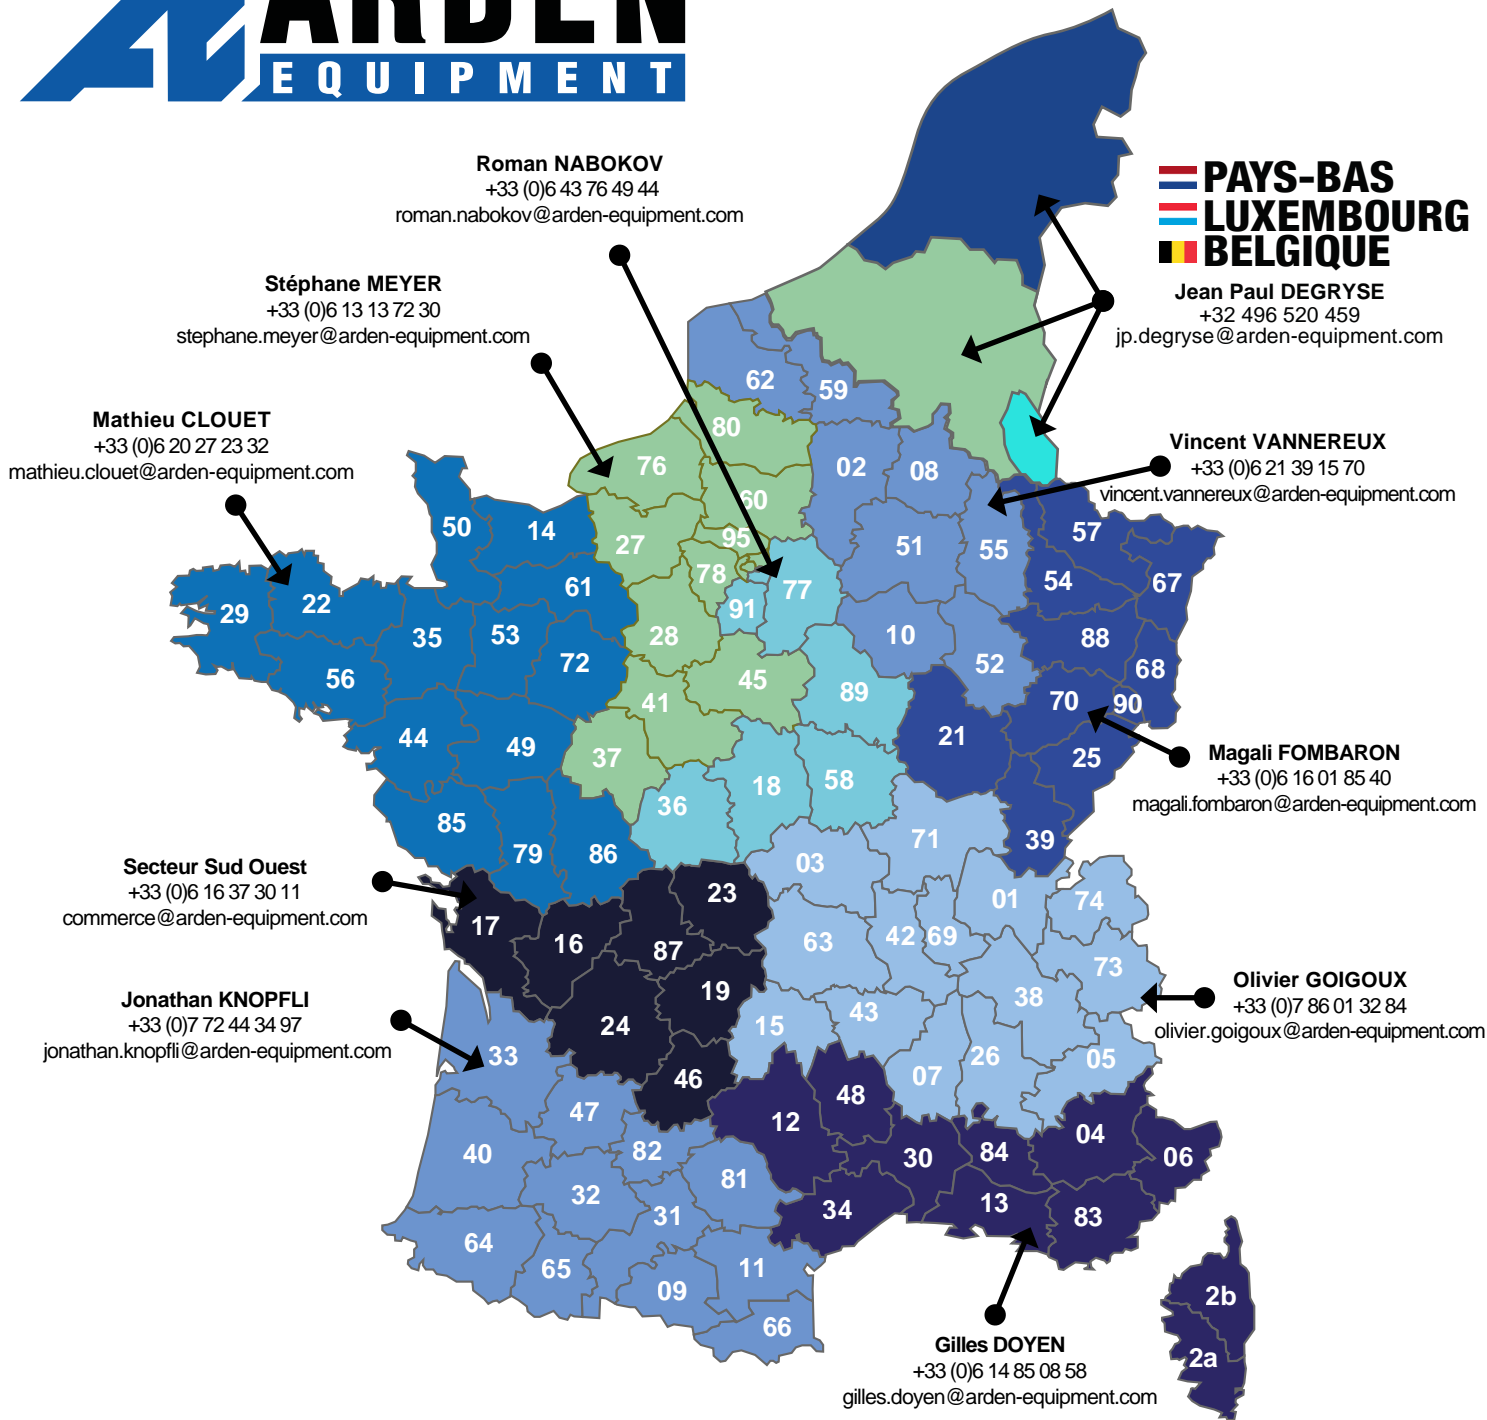 ARDEN
EQUIPMENT
Roman NABOKOV
+33 (0)6 43 76 49 44
roman.nabokov@arden-equipment.com
PAYS-BAS
LUXEMBOURG
BELGIQUE
Jean Paul DEGRYSE
+32 496 520 459
jp.degryse@arden-equipment.com
Stéphane MEYER
+33 (0)6 13 13 72 30
stephane.meyer@arden-equipment.com
Mathieu CLOUET
+33 (0)6 20 27 23 32
mathieu.clouet@arden-equipment.com
Vincent VANNEREUX
+33 (0)6 21 39 15 70
vincent.vannereux@arden-equipment.com
Magali FOMBARON
+33 (0)6 16 01 85 40
magali.fombaron@arden-equipment.com
Secteur Sud Ouest
+33 (0)6 16 37 30 11
commerce@arden-equipment.com
Jonathan KNOPFLI
+33 (0)7 72 44 34 97
jonathan.knopfli@arden-equipment.com
Olivier GOIGOUX
+33 (0)7 86 01 32 84
olivier.goigoux@arden-equipment.com
Gilles DOYEN
+33 (0)6 14 85 08 58
gilles.doyen@arden-equipment.com
62
59
80
76
02
08
60
50
14
27
95
51
55
57
54
67
61
78
77
91
29
22
35
53
28
10
88
72
52
68
56
45
89
41
70
90
44
49
21
37
25
36
18
58
85
79
86
71
39
03
23
01
74
17
16
87
63
42
69
73
19
38
24
15
43
33
26
05
46
07
48
47
12
04
40
82
30
84
06
32
81
31
34
13
83
64
65
09
11
66
2b
2a